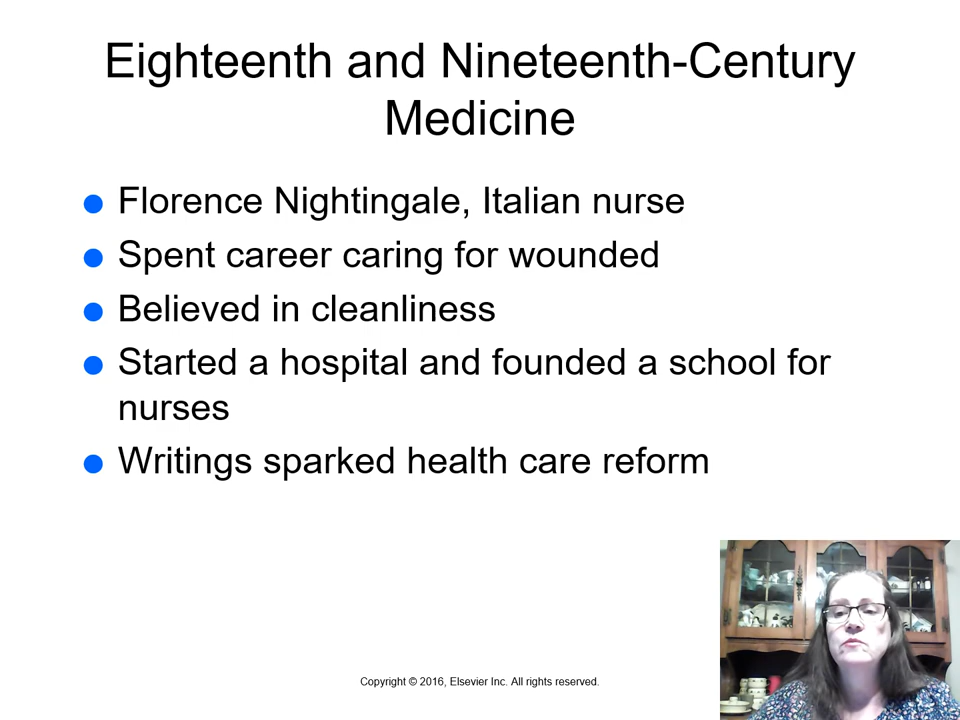 Eighteenth and Nineteenth-Century
Medicine
Florence Nightingale, Italian nurse
Spent career caring for wounded
Believed in cleanliness
Started a hospital and founded a school for
nurses
Writings sparked health care reform
Copyright © 2016, Elsevier Inc. All rights reserved.